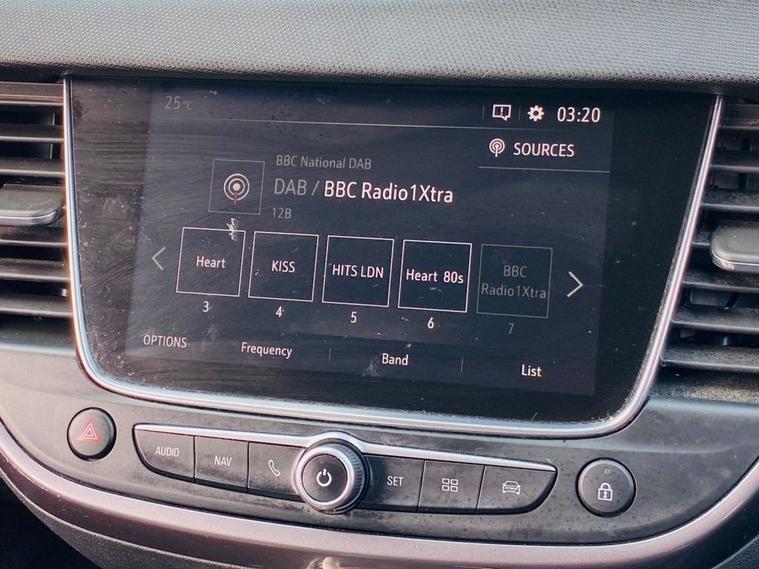 25°C
03:20
SOURCES
BBC National DAB
DAB / BBC Radio1Xtra
12B
Heart
KISS
HITS LDN
Heart 80s
BBC
Radio1Xtra
3
4
5
6
7
OPTIONS
Frequency
Band
List
AUDIO
NAV
SET